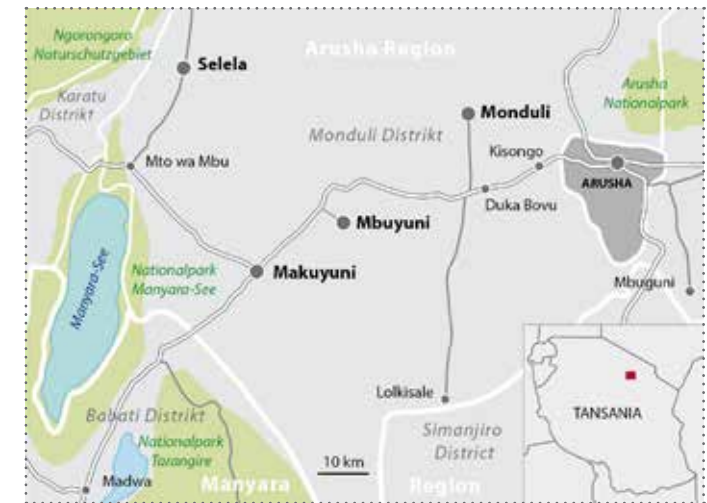 Ngorongoro
Naturschutzgebiet
Arusha Region
Selela
Karatu
Distrikt
Arusha
Nationalpark
Monduli
Monduli Distrikt
Mto wa Mbu
Kisongo
ARUSHA
Duka Bovu
Mbuyuni
Manyara-See
Nationalpark
Manyara-See
Makuyuni
Mbuguni
Lolkisale
TANSANIA
Babati Distrikt
Simanjiro
District
Nationalpark
Tarangire
10 km
Madwa
Manyara
Region